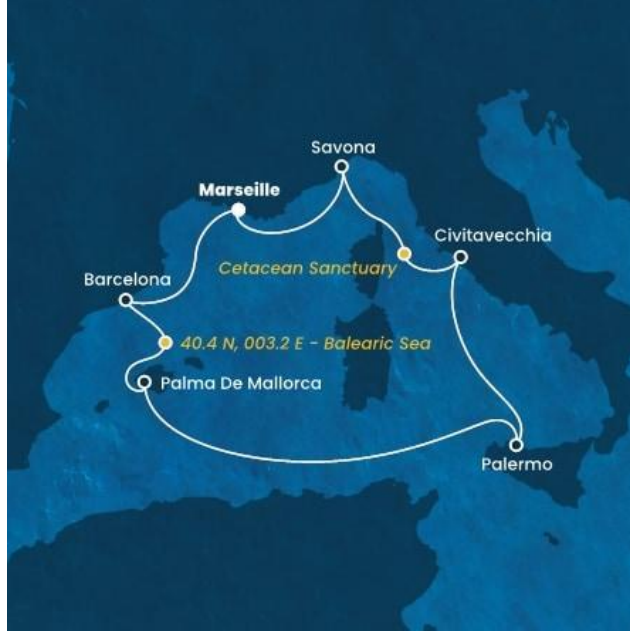 Savona
Marseille
Civitavecchia
Cetacean Sanctuary
Barcelona
40.4 N, 003.2 E - Balearic Sea
Palma De Mallorca
Palermo